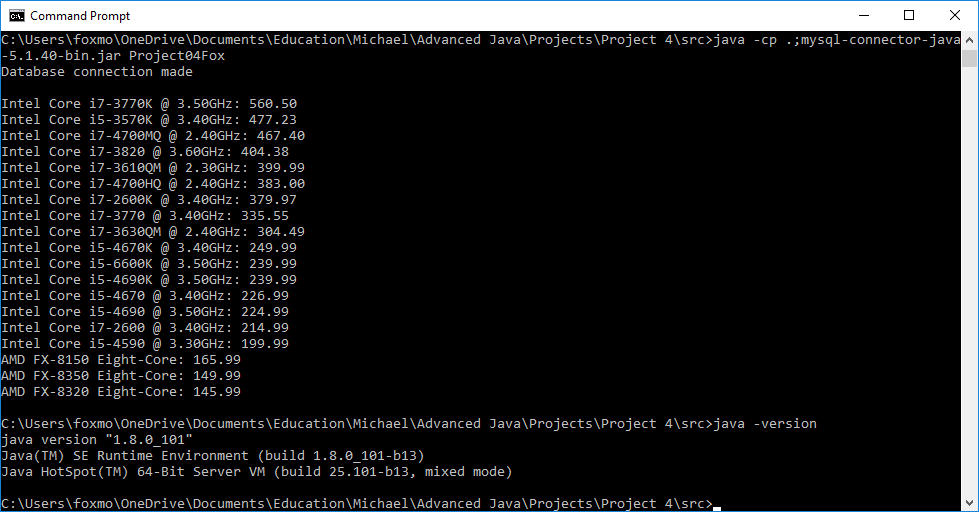 Command Prompt
C:\Users\foxmo\OneDrive\Documents\Education\Michael\Advanced Java\Projects\Project 4\src>java -cp .;mysql-connector-java
-5.1.40-bin.jar Project04Fox
Database connection made
Intel Core i7-3770K @ 3.50GHz: 560.50
Intel Core i5-3570K @ 3.40GHz: 477.23
Intel Core i7-4700MQ @ 2.40GHz: 467.40
Intel Core i7-3820 @ 3.60GHz: 404.38
Intel Core i7-3610QM @ 2.30GHz: 399.99
Intel Core i7-4700HQ @ 2.40GHz: 383.00
Intel Core i7-2600K @ 3.40GHz: 379.97
Intel Core i7-3770 @ 3.40GHz: 335.55
Intel Core i7-3630QM @ 2.40GHz: 304.49
Intel Core i5-4670K @ 3.40GHz: 249.99
Intel Core i5-6600K @ 3.50GHz: 239.99
Intel Core i5-4690K @ 3.50GHz: 239.99
Intel Core i5-4670 @ 3.40GHz: 226.99
Intel Core i5-4690 @ 3.50GHz: 224.99
Intel Core i7-2600 @ 3.40GHz: 214.99
Intel Core i5-4590 @ 3.30GHz: 199.99
AMD FX-8150 Eight-Core: 165.99
AMD FX-8350 Eight-Core: 149.99
AMD FX-8320 Eight-Core: 145.99
C:\Users\foxmo\OneDrive\Documents\Education\Michael\Advanced Java\Projects\Project 4\src>java -version
java version "1.8.0_101"
Java(TM) SE Runtime Environment (build 1.8.0_101-b13)
Java HotSpot(TM) 64-Bit Server VM (build 25.101-b13, mixed mode)
C:\Users\foxmo\OneDrive\Documents\Education\Michael\Advanced Java\Projects\Project 4\src>